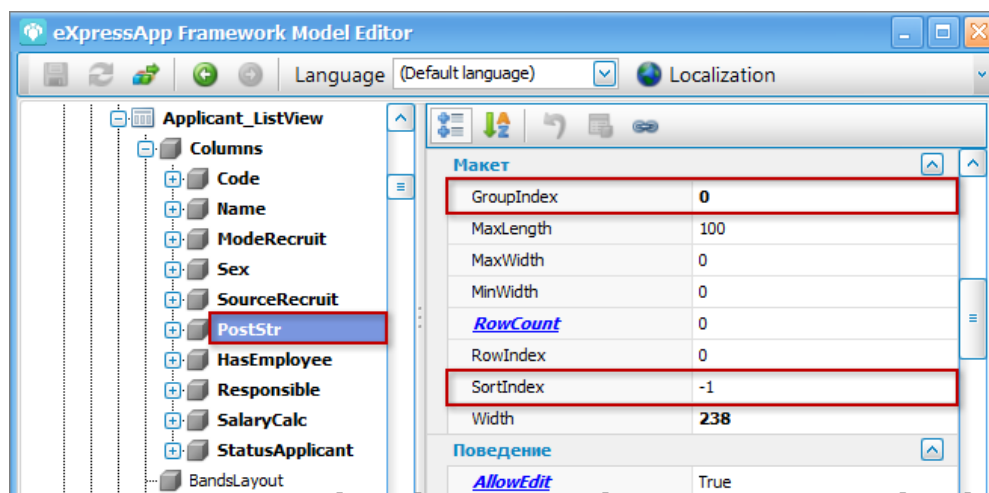 eXpressApp Framework Model Editor
Language (Default language) Localization
Applicant_ListView
Columns
Code
Name
ModeRecruit
Sex
SourceRecruit
PostStr
HasEmployee
Responsible
SalaryCalc
StatusApplicant
BandsLayout
Макет
GroupIndex 0
MaxLength 100
MaxWidth 0
MinWidth 0
RowCount 0
RowIndex 0
SortIndex -1
Width 238
Поведение
AllowEdit True